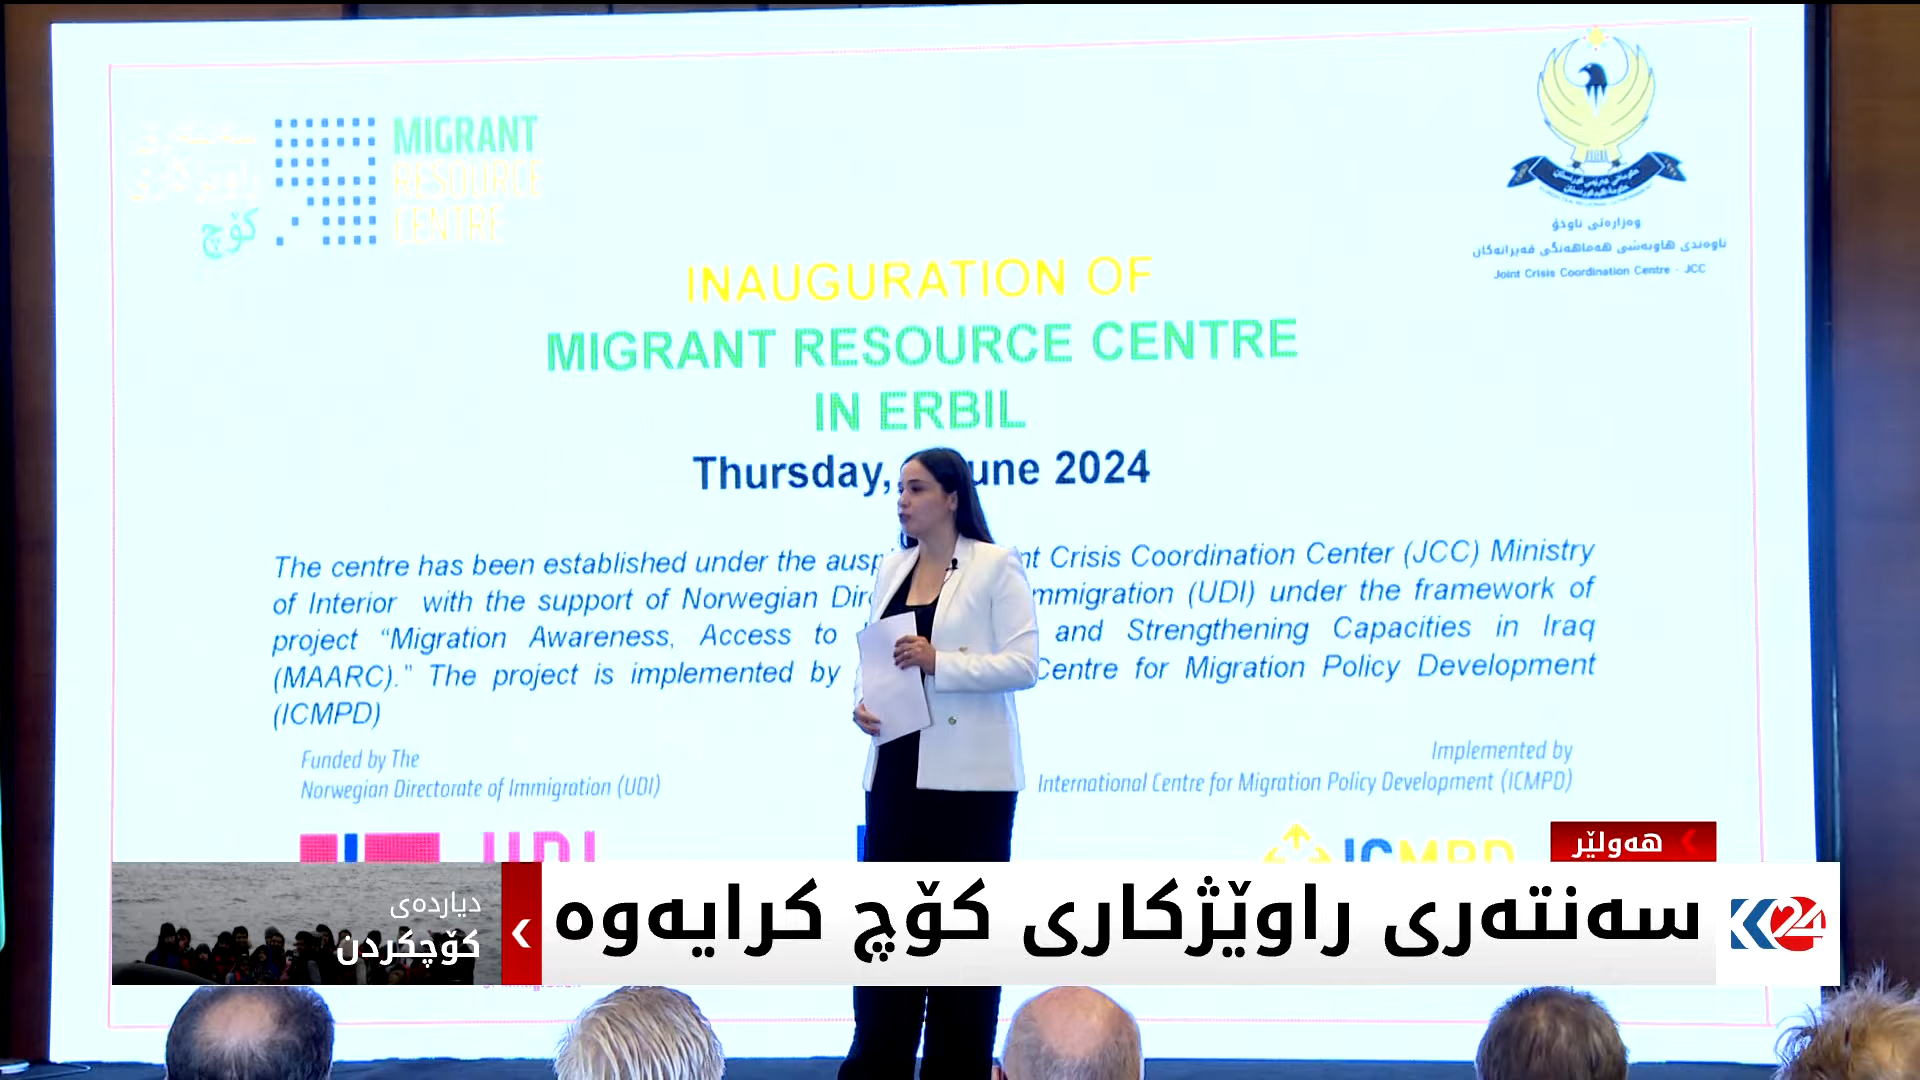 سەنتەری
ڕاوێژکاری
کۆچ
MIGRANT
RESOURCE
CENTRE
وەزارەتی ناوخۆ
ناوەندی هاوبەشی هەماهەنگی قەیرانەکان
Joint Crisis Coordination Centre - JCC
INAUGURATION OF
MIGRANT RESOURCE CENTRE
IN ERBIL
Thursday, une 2024
The centre has been established under the ausp nt Crisis Coordination Center (JCC) Ministry
of Interior with the support of Norwegian Dir mmigration (UDI) under the framework of
project “Migration Awareness, Access to and Strengthening Capacities in Iraq
(MAARC).” The project is implemented by Centre for Migration Policy Development
(ICMPD)
Funded by The
Norwegian Directorate of Immigration (UDI)
Implemented by
International Centre for Migration Policy Development (ICMPD)
UDI
ICMPD
هەولێر
سەنتەری راوێژکاری کۆچ کرایەوە
دیاردەی
کۆچکردن
K24